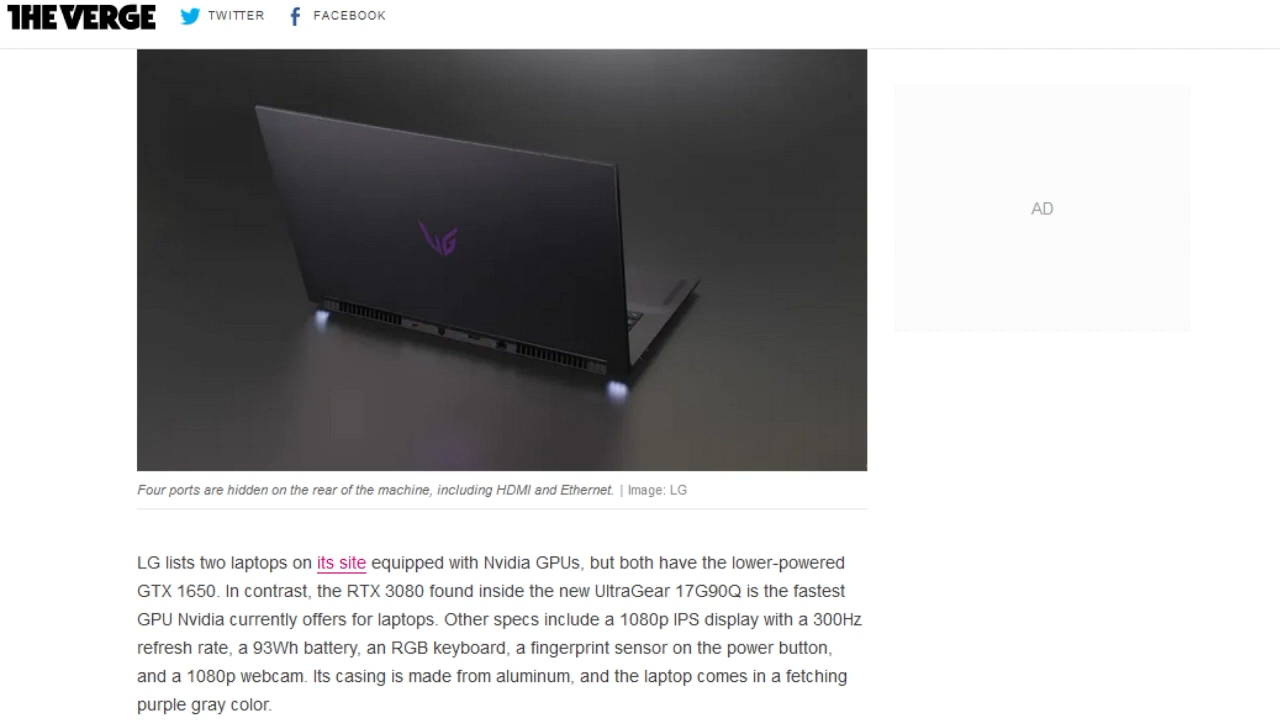 THE VERGE TWITTER FACEBOOK
AD
Four ports are hidden on the rear of the machine, including HDMI and Ethernet. | Image: LG
LG lists two laptops on its site equipped with Nvidia GPUs, but both have the lower-powered
GTX 1650. In contrast, the RTX 3080 found inside the new UltraGear 17G90Q is the fastest
GPU Nvidia currently offers for laptops. Other specs include a 1080p IPS display with a 300Hz
refresh rate, a 93Wh battery, an RGB keyboard, a fingerprint sensor on the power button,
and a 1080p webcam. Its casing is made from aluminum, and the laptop comes in a fetching
purple gray color.